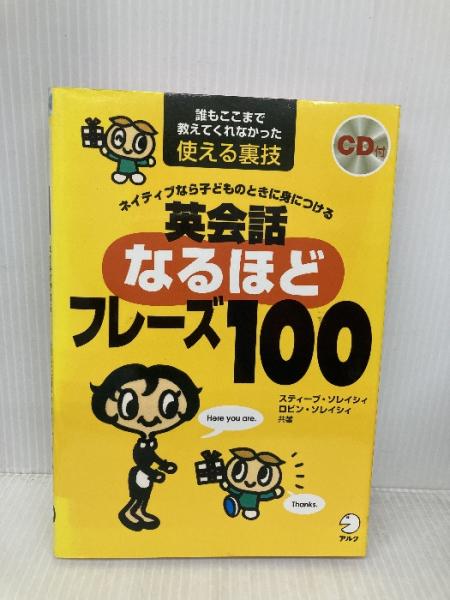 誰もここまで
教えてくれなかった
使える裏技
CD付
ネイティブなら子どものときに身につける
英会話
なるほど
フレーズ100
スティーブ・ソレイシィ
ロビン・ソレイシィ
共著
Here you are.
Thanks.
アルク